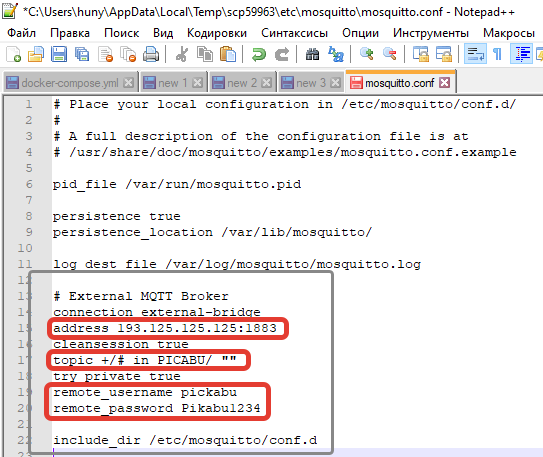 *C:\Users\huny\AppData\Local\Temp\scp59963\etc\mosquitto\mosquitto.conf - Notepad++
Файл Правка Поиск Вид Кодировки Синтаксисы Опции Инструменты Макросы
docker-compose.yml new 1 new 2 new 3 mosquitto.conf
1 # Place your local configuration in /etc/mosquitto/conf.d/
2 #
3 # A full description of the configuration file is at
4 # /usr/share/doc/mosquitto/examples/mosquitto.conf.example
5
6 pid_file /var/run/mosquitto.pid
7
8 persistence true
9 persistence_location /var/lib/mosquitto/
10
11 log_dest file /var/log/mosquitto/mosquitto.log
12
13 # External MQTT Broker
14 connection external-bridge
15 address 193.125.125.125:1883
16 cleansession true
17 topic +/# in PICABU/ ""
18 try_private true
19 remote_username pickabu
20 remote_password Pikabu1234
21
22 include_dir /etc/mosquitto/conf.d
23